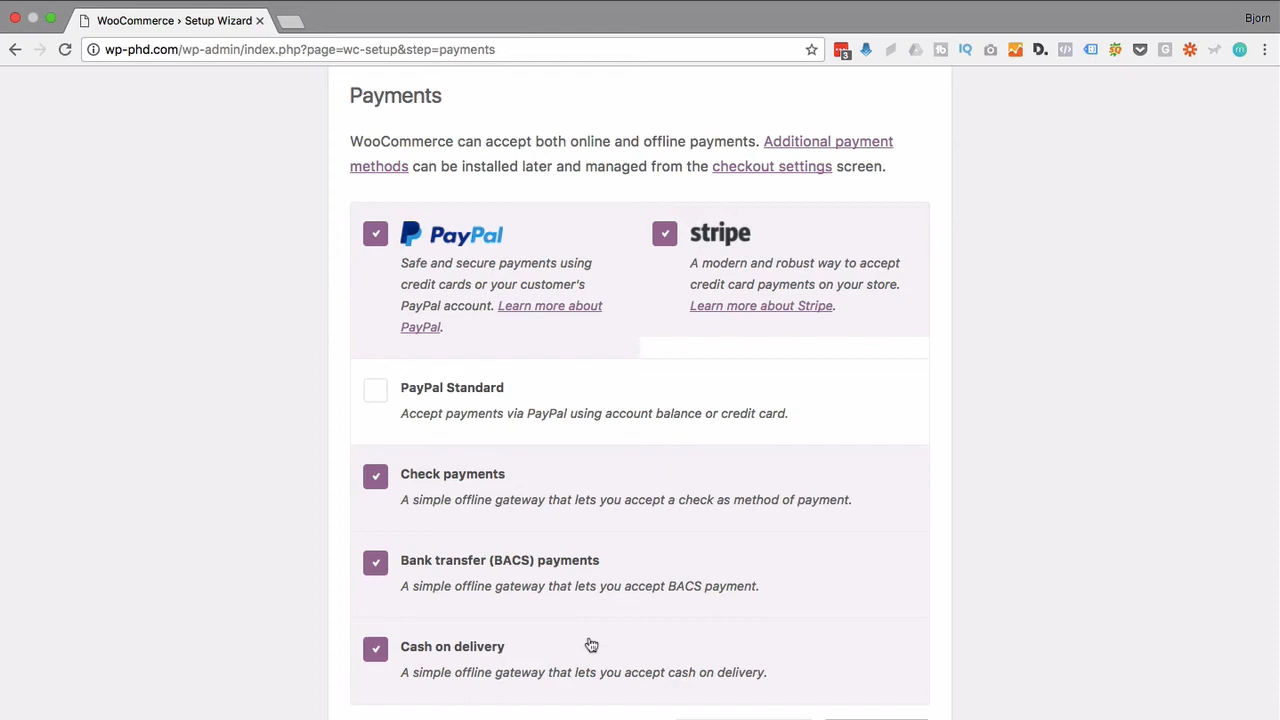 WooCommerce › Setup Wizard
Bjorn
wp-phd.com/wp-admin/index.php?page=wc-setup&step=payments
3
Payments
WooCommerce can accept both online and offline payments. Additional payment
methods can be installed later and managed from the checkout settings screen.
PayPal
Safe and secure payments using
credit cards or your customer's
PayPal account. Learn more about
PayPal.
stripe
A modern and robust way to accept
credit card payments on your store.
Learn more about Stripe.
PayPal Standard
Accept payments via PayPal using account balance or credit card.
Check payments
A simple offline gateway that lets you accept a check as method of payment.
Bank transfer (BACS) payments
A simple offline gateway that lets you accept BACS payment.
Cash on delivery
A simple offline gateway that lets you accept cash on delivery.